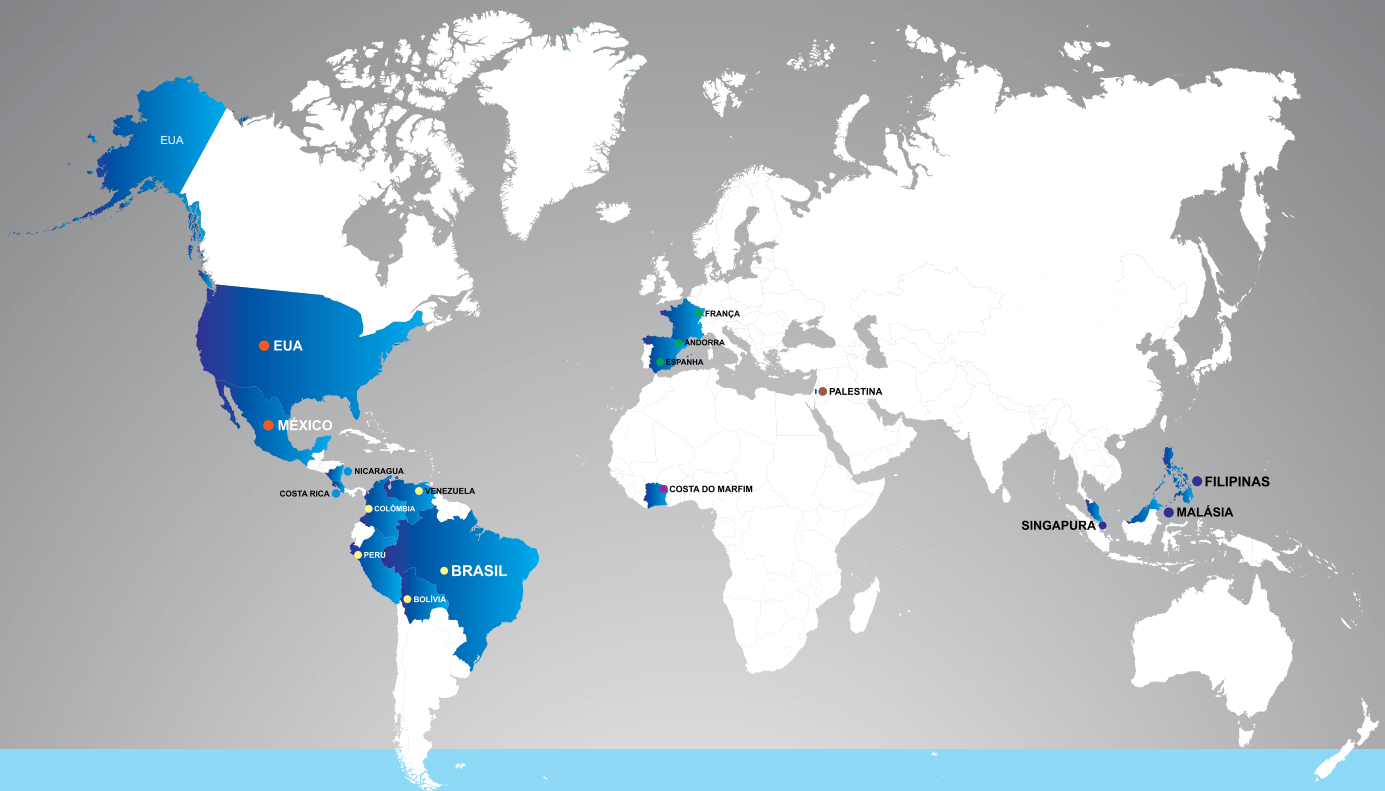 EUA
FRANÇA
ANDORRA
EUA
ESPANHA
PALESTINA
MÉXICO
NICARAGUA
FILIPINAS
COSTA DO MARFIM
VENEZUELA
COSTA RICA
COLÔMBIA
MALÁSIA
SINGAPURA
PERU
BRASIL
BOLÍVIA